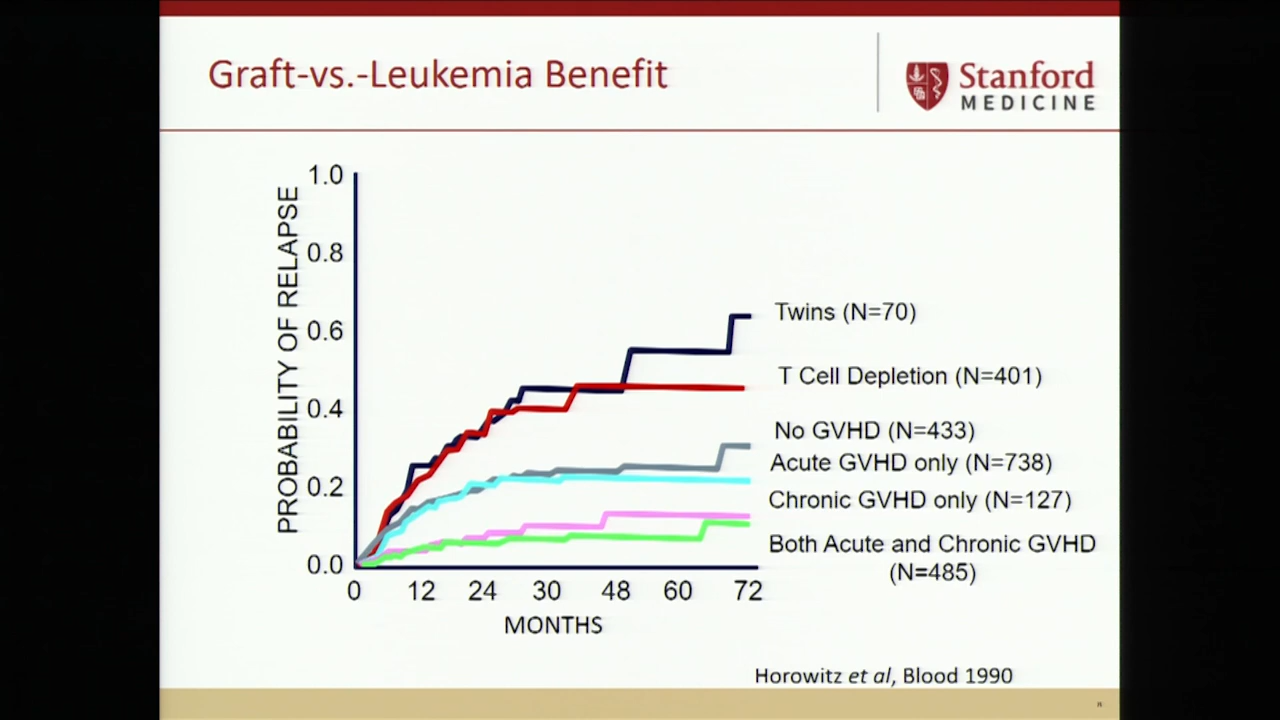 Graft-vs.-Leukemia Benefit
Stanford
MEDICINE
PROBABILITY OF RELAPSE
1.0
0.8
0.6
0.4
0.2
0.0
0 12 24 30 48 60 72
MONTHS
Twins (N=70)
T Cell Depletion (N=401)
No GVHD (N=433)
Acute GVHD only (N=738)
Chronic GVHD only (N=127)
Both Acute and Chronic GVHD
(N=485)
Horowitz et al, Blood 1990